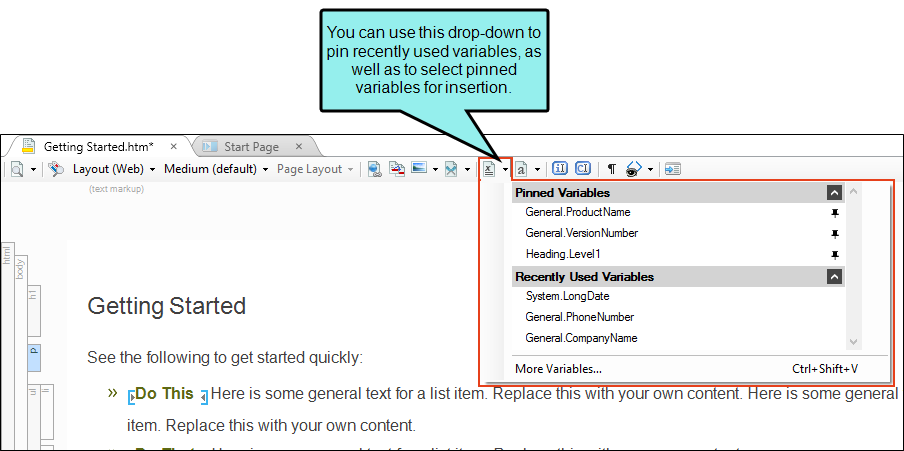 You can use this drop-down to
pin recently used variables, as
well as to select pinned
variables for insertion.
Getting Started.htm* × Start Page ×
Layout (Web) Medium (default) Page Layout
(text markup)
Pinned Variables
General.ProductName
General.VersionNumber
Heading.Level1
Recently Used Variables
System.LongDate
General.PhoneNumber
General.CompanyName
More Variables... Ctrl+Shift+V
html
body
h1
p
ul
li
Getting Started
See the following to get started quickly:
» Do This Here is some general text for a list item. Replace this with your own content. Here is some general
item. Replace this with your own content.